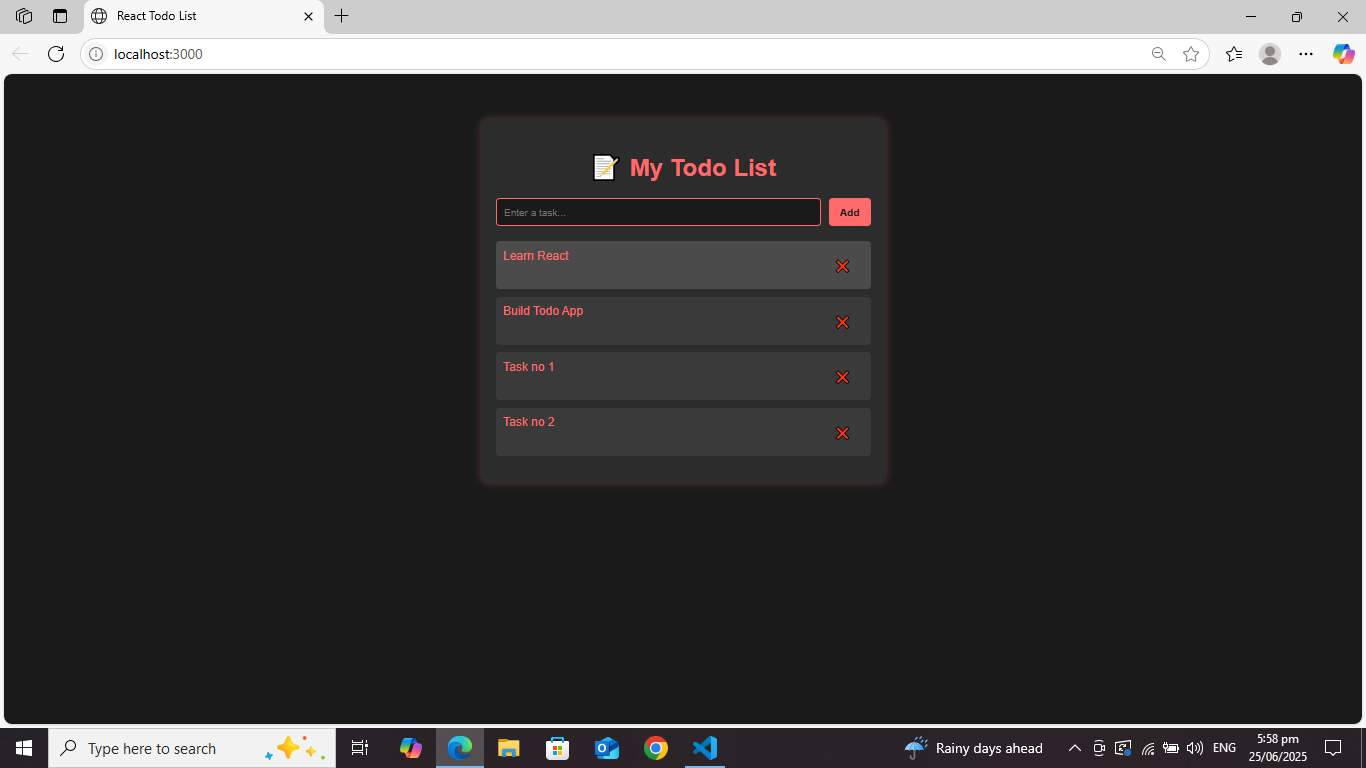 React Todo List
localhost:3000
My Todo List
Enter a task...
Add
Learn React
Build Todo App
Task no 1
Task no 2
Type here to search
Rainy days ahead
ENG
5:58 pm
25/06/2025